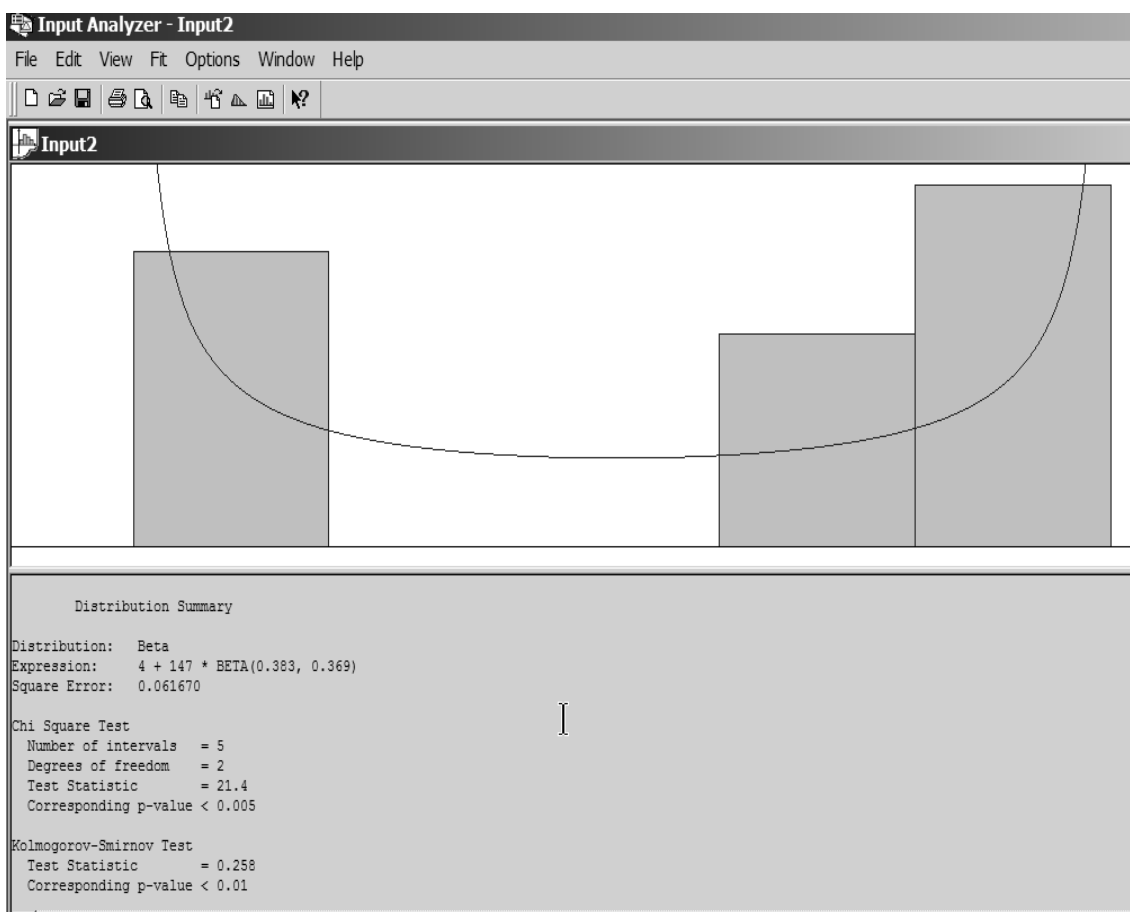 Input Analyzer - Input2
File Edit View Fit Options Window Help
Input2
Distribution Summary
Distribution: Beta
Expression: 4 + 147 * BETA(0.383, 0.369)
Square Error: 0.061670
Chi Square Test
Number of intervals = 5
Degrees of freedom = 2
Test Statistic = 21.4
Corresponding p-value < 0.005
Kolmogorov-Smirnov Test
Test Statistic = 0.258
Corresponding p-value < 0.01